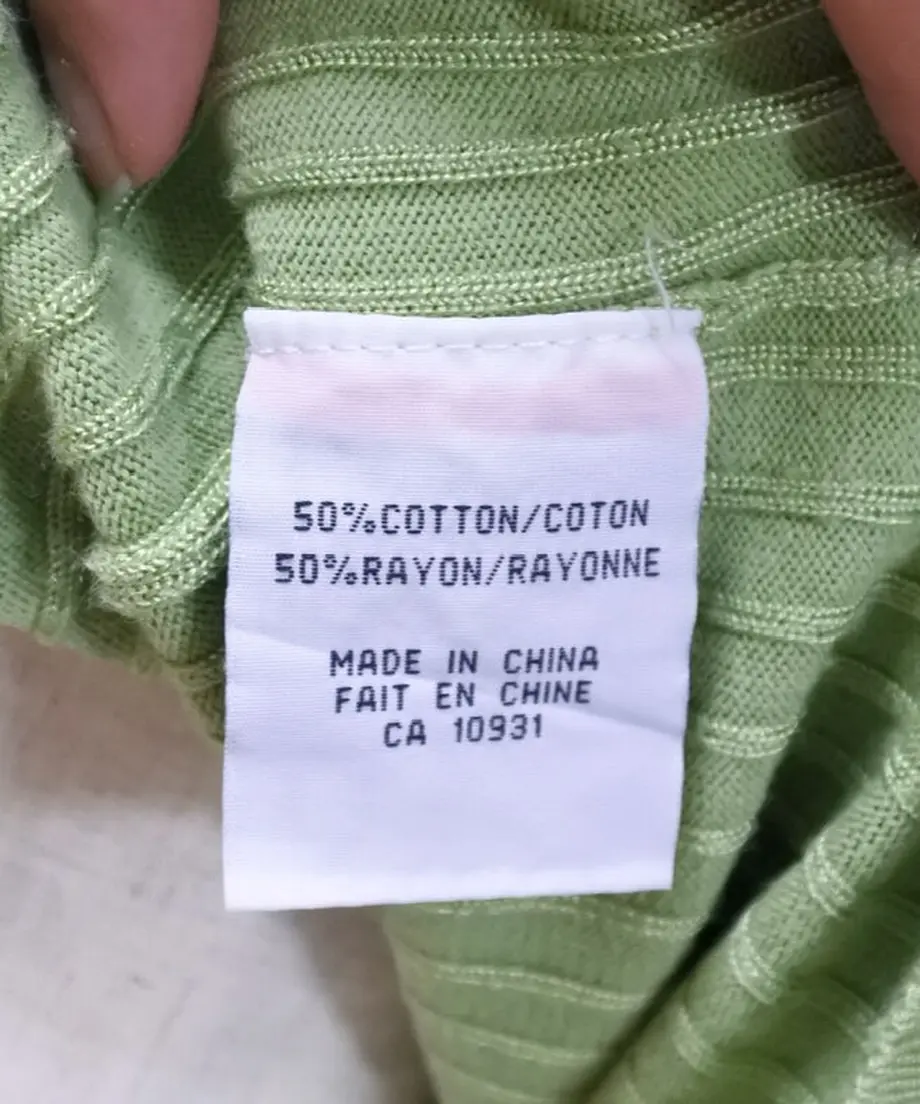 50%COTTON/COTON
50%RAYON/RAYONNE
MADE IN CHINA
FAIT EN CHINE
CA 10931